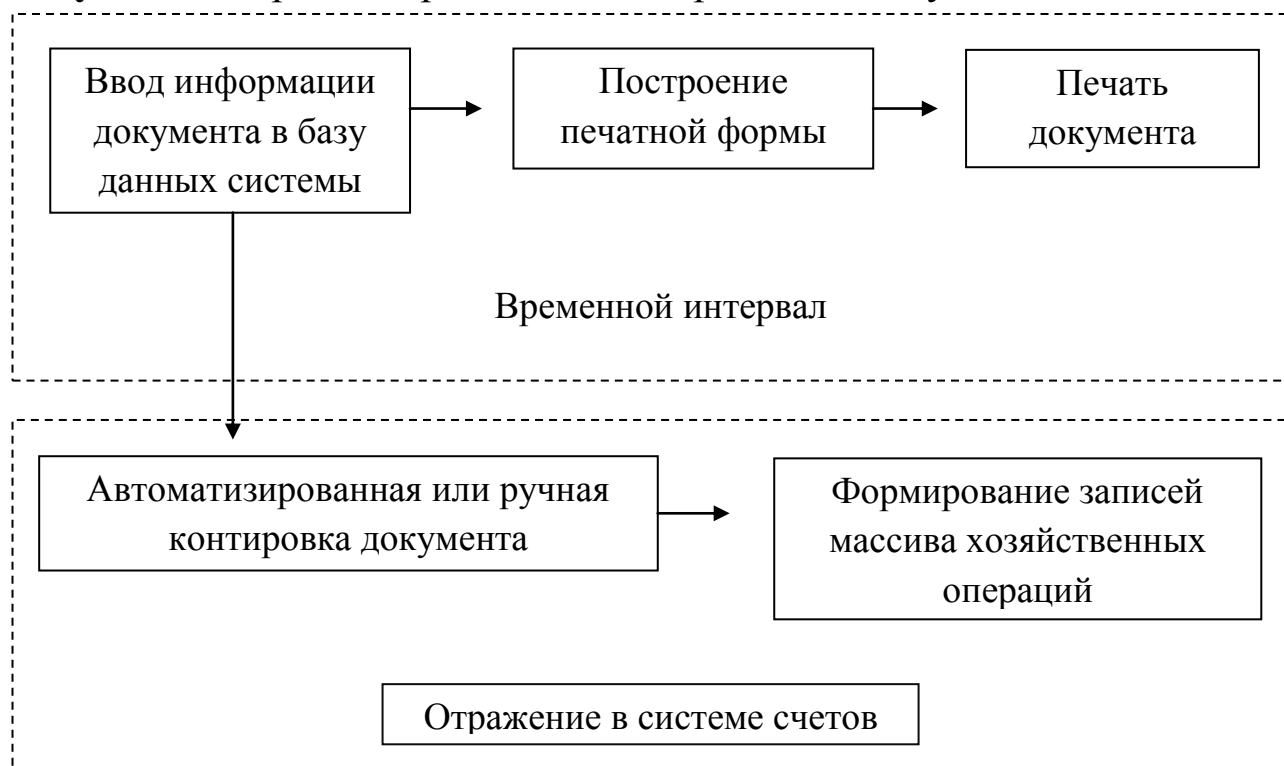 Ввод информации
документа в базу
данных системы
Построение
печатной формы
Печать
документа
Временной интервал
Автоматизированная или ручная
контировка документа
Формирование записей
массива хозяйственных
операций
Отражение в системе счетов